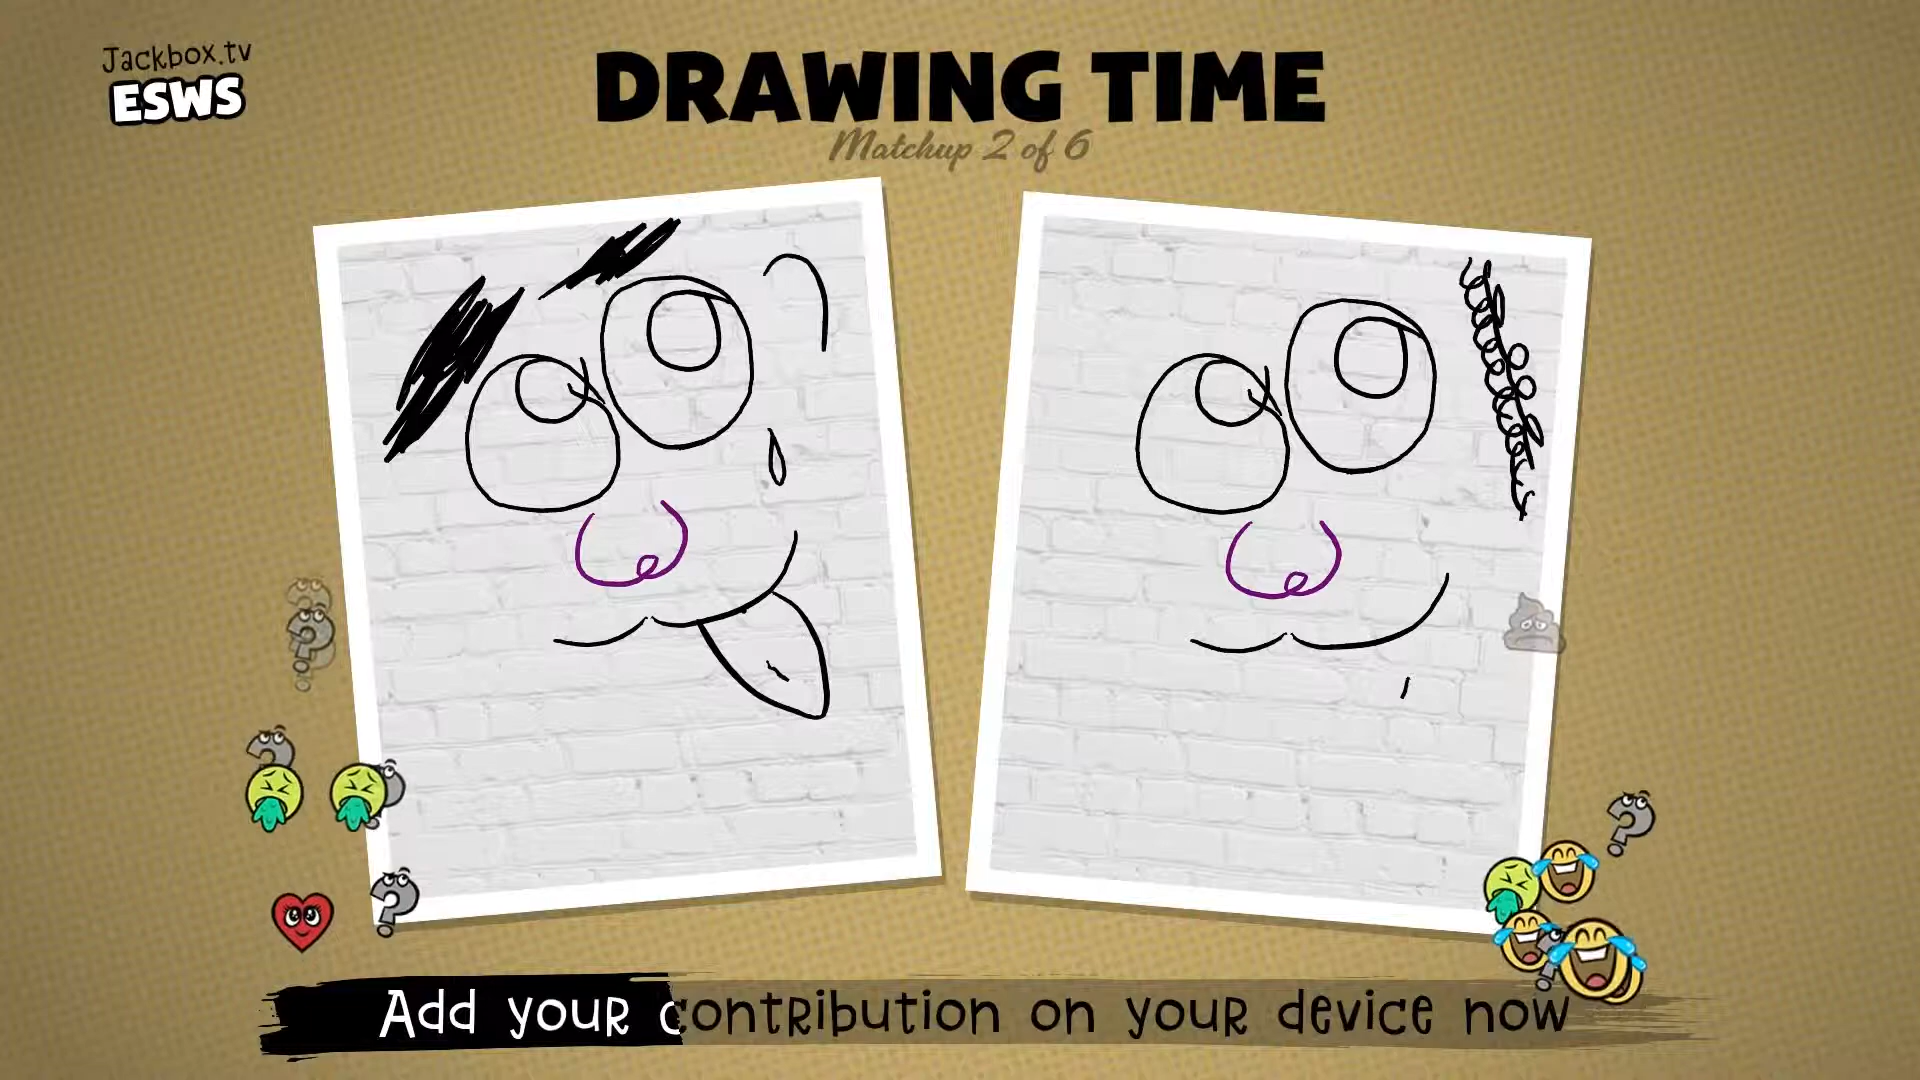 Jackbox.tv
ESWS
DRAWING TIME
Matchup 2 of 6
Add your contribution on your device now